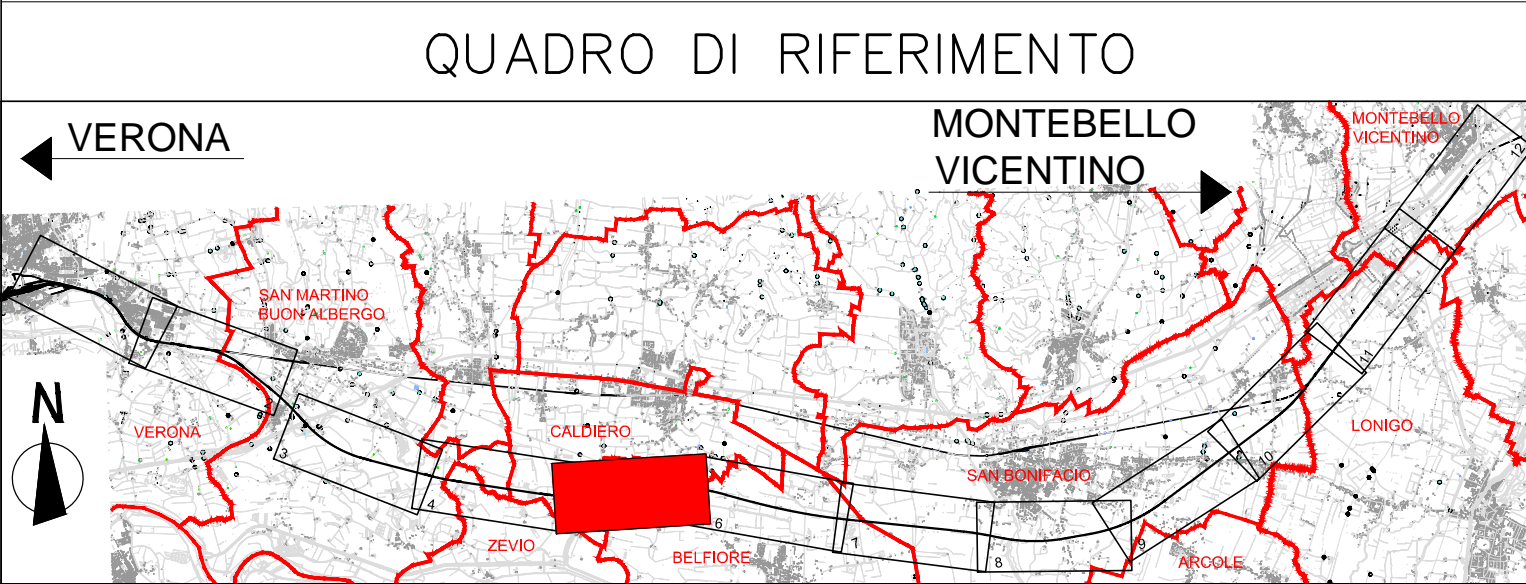 QUADRO DI RIFERIMENTO
VERONA
MONTEBELLO
VICENTINO
MONTEBELLO
VICENTINO
12
SAN MARTINO
BUON ALBERGO
11
N
VERONA
CALDIERO
LONIGO
3
SAN BONIFACIO
10
4
6
7
9
ZEVIO
BELFIORE
8
ARCOLE